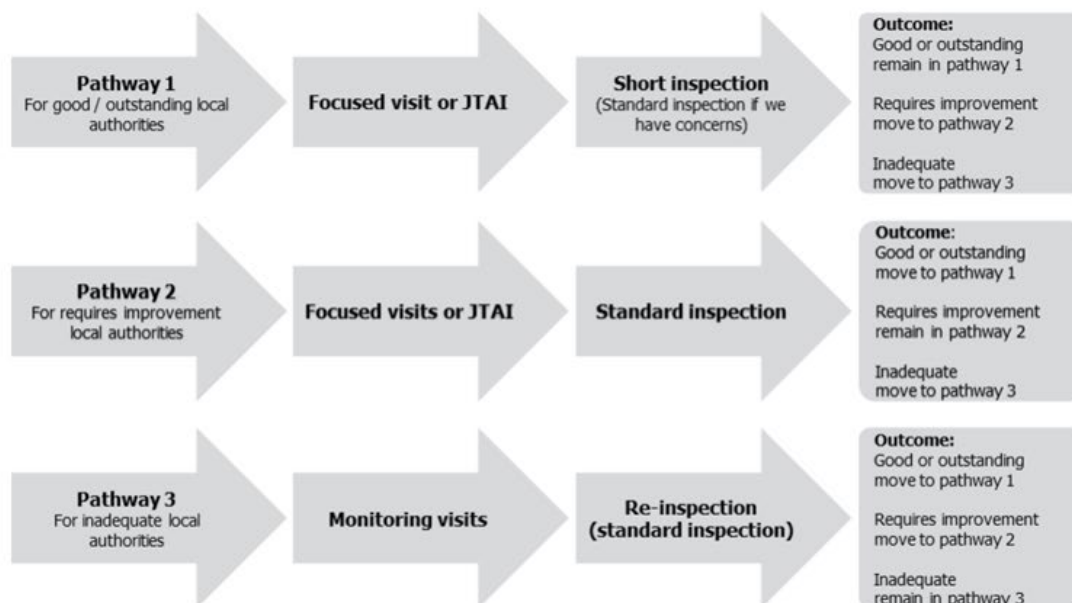 Pathway 1
For good / outstanding local
authorities
Focused visit or JTAI
Short inspection
(Standard inspection if we
have concerns)
Outcome:
Good or outstanding
remain in pathway 1
Requires improvement
move to pathway 2
Inadequate
move to pathway 3
Pathway 2
For requires improvement
local authorities
Focused visits or JTAI
Standard inspection
Outcome:
Good or outstanding
move to pathway 1
Requires improvement
remain in pathway 2
Inadequate
move to pathway 3
Pathway 3
For inadequate local
authorities
Monitoring visits
Re-inspection
(standard inspection)
Outcome:
Good or outstanding
move to pathway 1
Requires improvement
move to pathway 2
Inadequate
remain in pathway 3